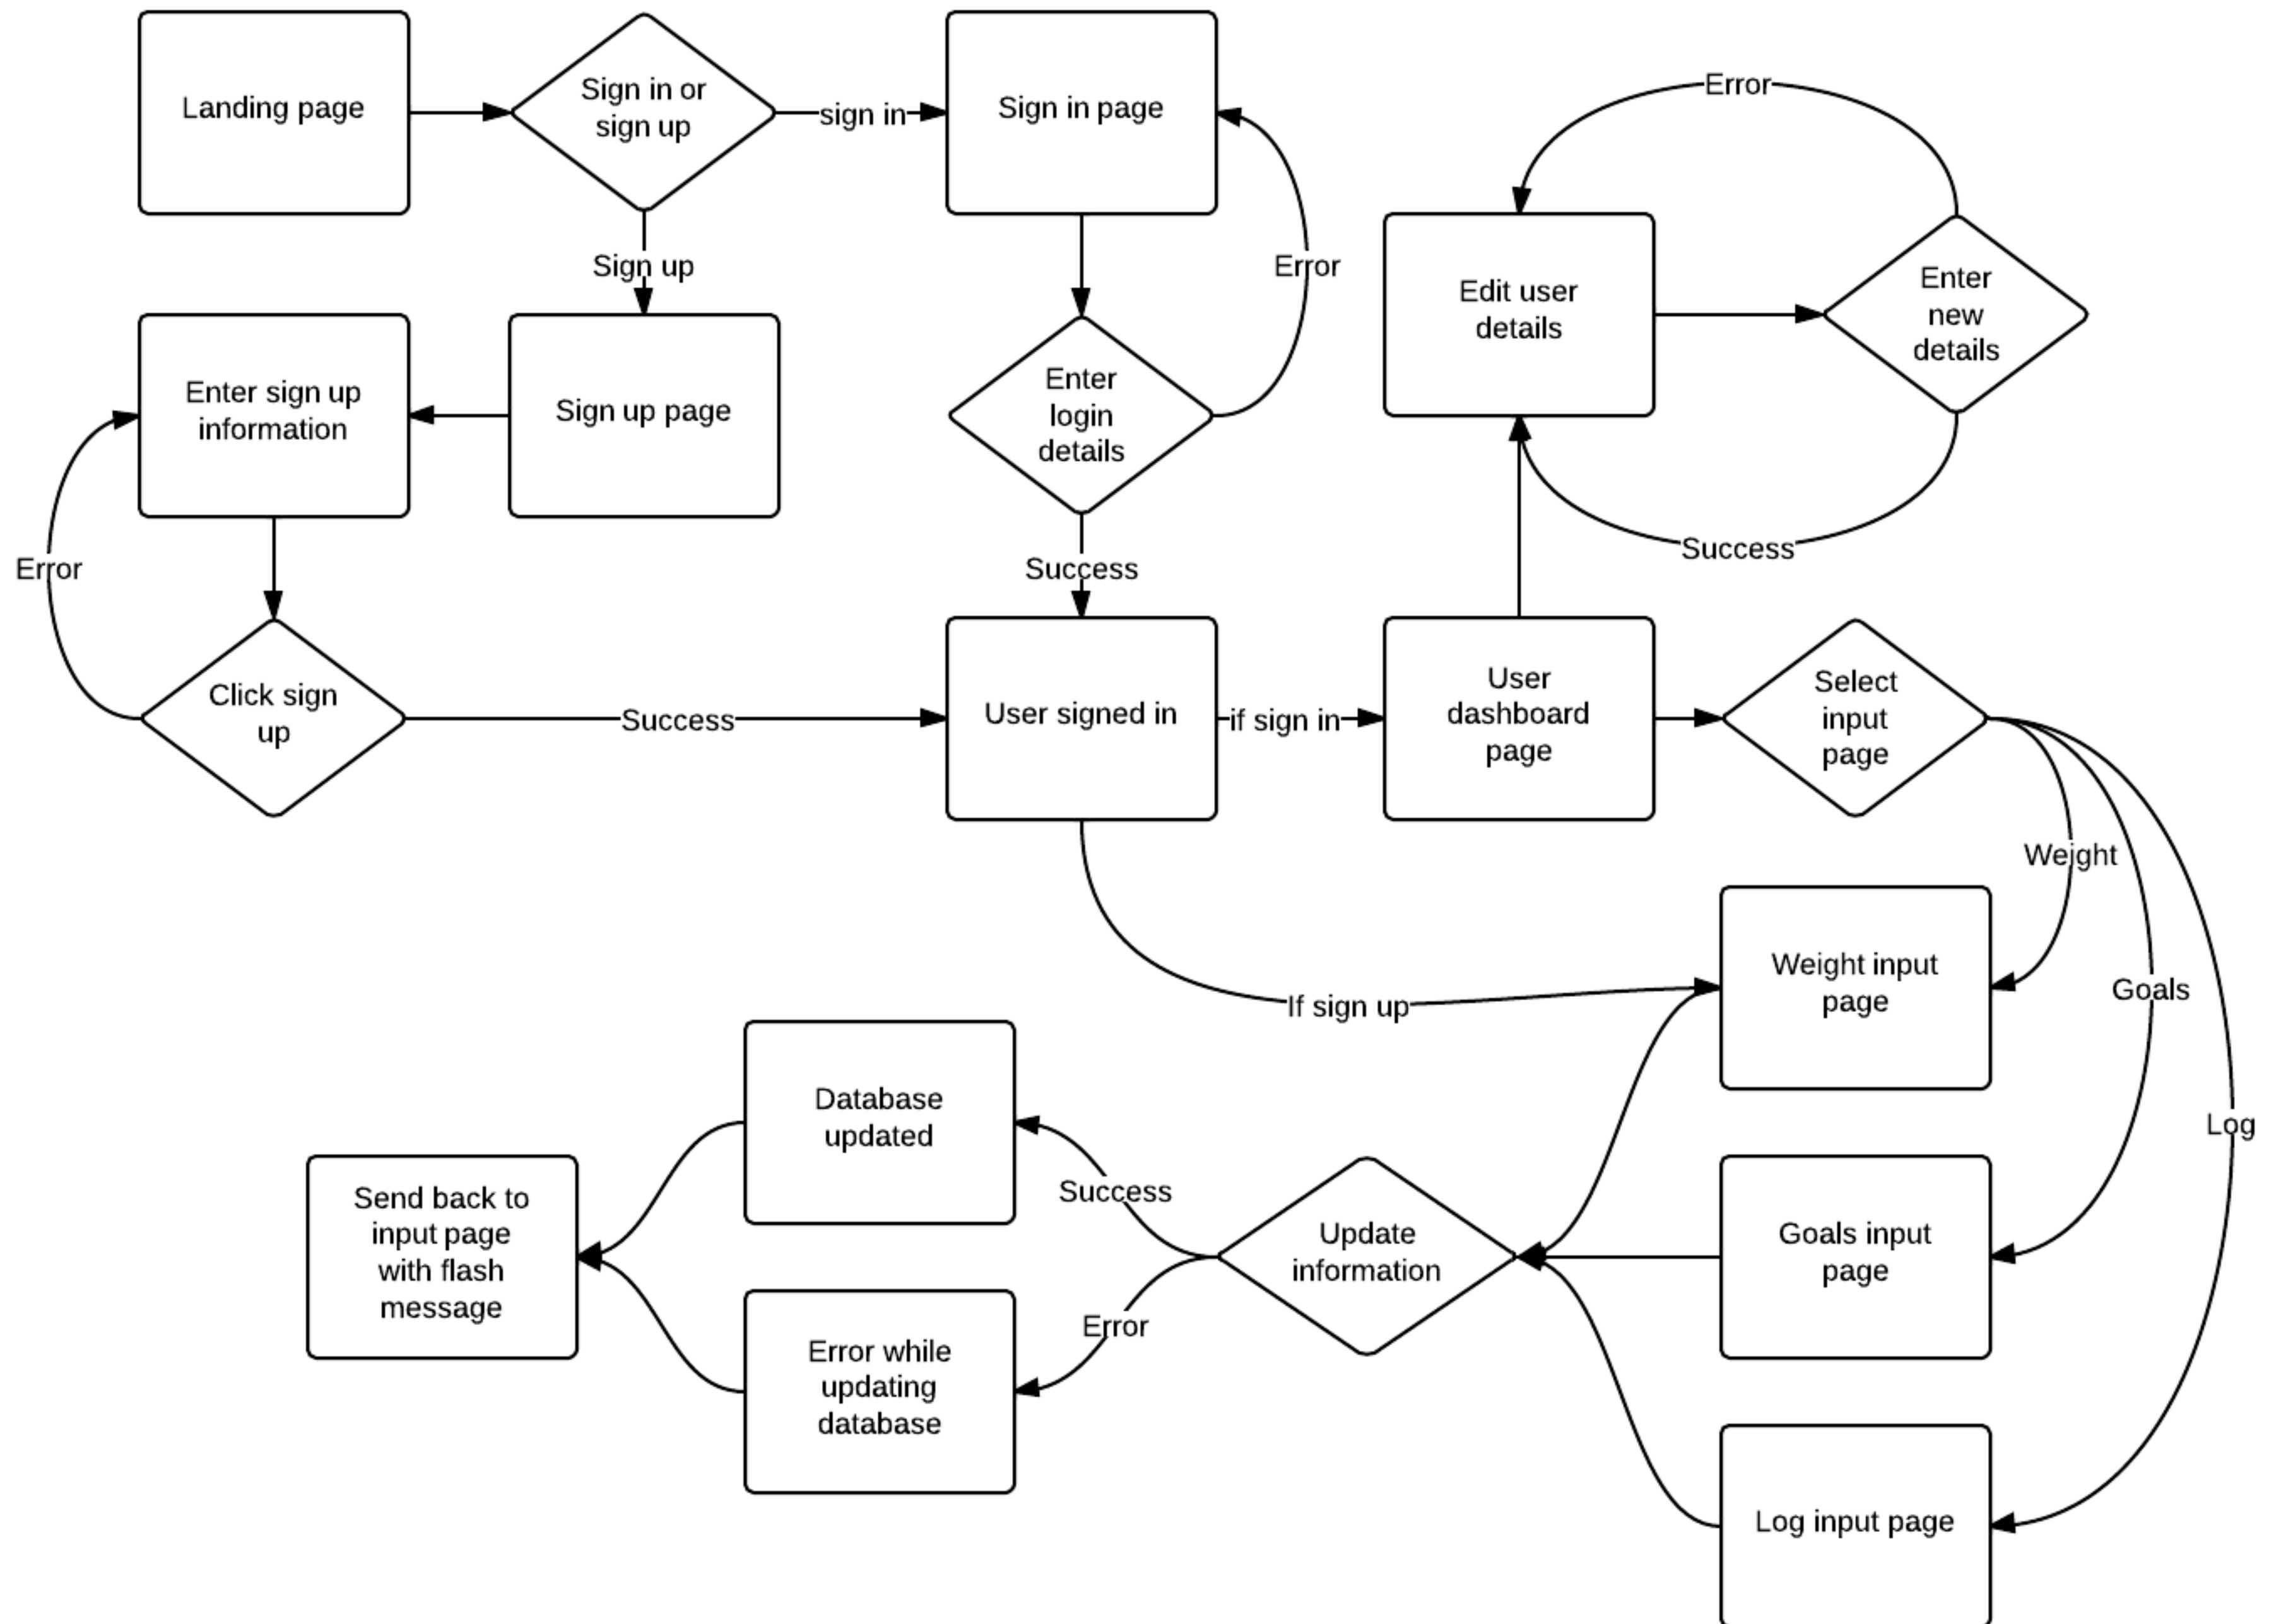 Landing page
Sign in or
sign up
sign in
Sign in page
Error
Sign up
Error
Edit user
details
Enter
new
details
Enter sign up
information
Sign up page
Enter
login
details
Error
Success
Success
Click sign
up
Success
User signed in
if sign in
User
dashboard
page
Select
input
page
Weight
Goals
Log
If sign up
Weight input
page
Database
updated
Success
Send back to
input page
with flash
message
Update
information
Goals input
page
Error
Error while
updating
database
Log input page